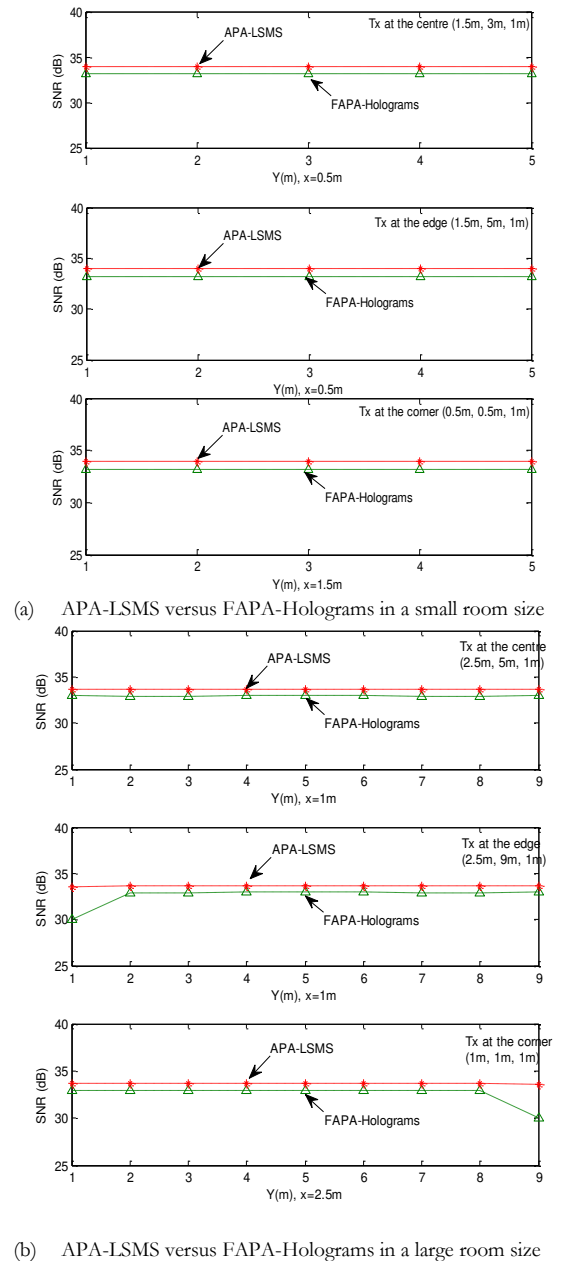 40
Tx at the centre (1.5m, 3m, 1m)
APA-LSMS
35
SNR (dB)
30
FAPA-Holograms
25
1 2 3 4 5
Y(m), x=0.5m
40
Tx at the edge (1.5m, 5m, 1m)
APA-LSMS
35
SNR (dB)
30
FAPA-Holograms
25
1 2 3 4 5
Y(m), x=0.5m
40
Tx at the corner (0.5m, 0.5m, 1m)
APA-LSMS
35
SNR (dB)
30
FAPA-Holograms
25
1 2 3 4 5
Y(m), x=1.5m
(a) APA-LSMS versus FAPA-Holograms in a small room size
40
Tx at the centre
(2.5m, 5m, 1m)
APA-LSMS
35
SNR (dB)
30
FAPA-Holograms
25
1 2 3 4 5 6 7 8 9
Y(m), x=1m
40
Tx at the edge
(2.5m, 9m, 1m)
APA-LSMS
35
SNR (dB)
30
FAPA-Holograms
25
1 2 3 4 5 6 7 8 9
Y(m), x=1m
40
Tx at the corner
(1m, 1m, 1m)
APA-LSMS
35
SNR (dB)
30
FAPA-Holograms
25
1 2 3 4 5 6 7 8 9
Y(m), x=2.5m
(b) APA-LSMS versus FAPA-Holograms in a large room size